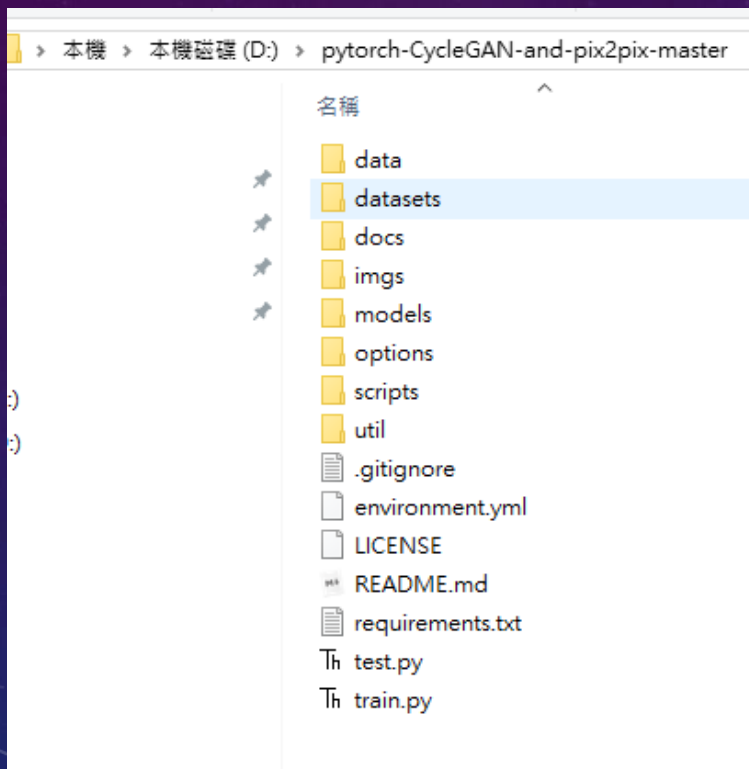 本機 > 本機磁碟 (D:) > pytorch-CycleGAN-and-pix2pix-master
名稱
data
datasets
docs
imgs
models
options
scripts
:)
util
:)
.gitignore
environment.yml
LICENSE
README.md
requirements.txt
test.py
train.py